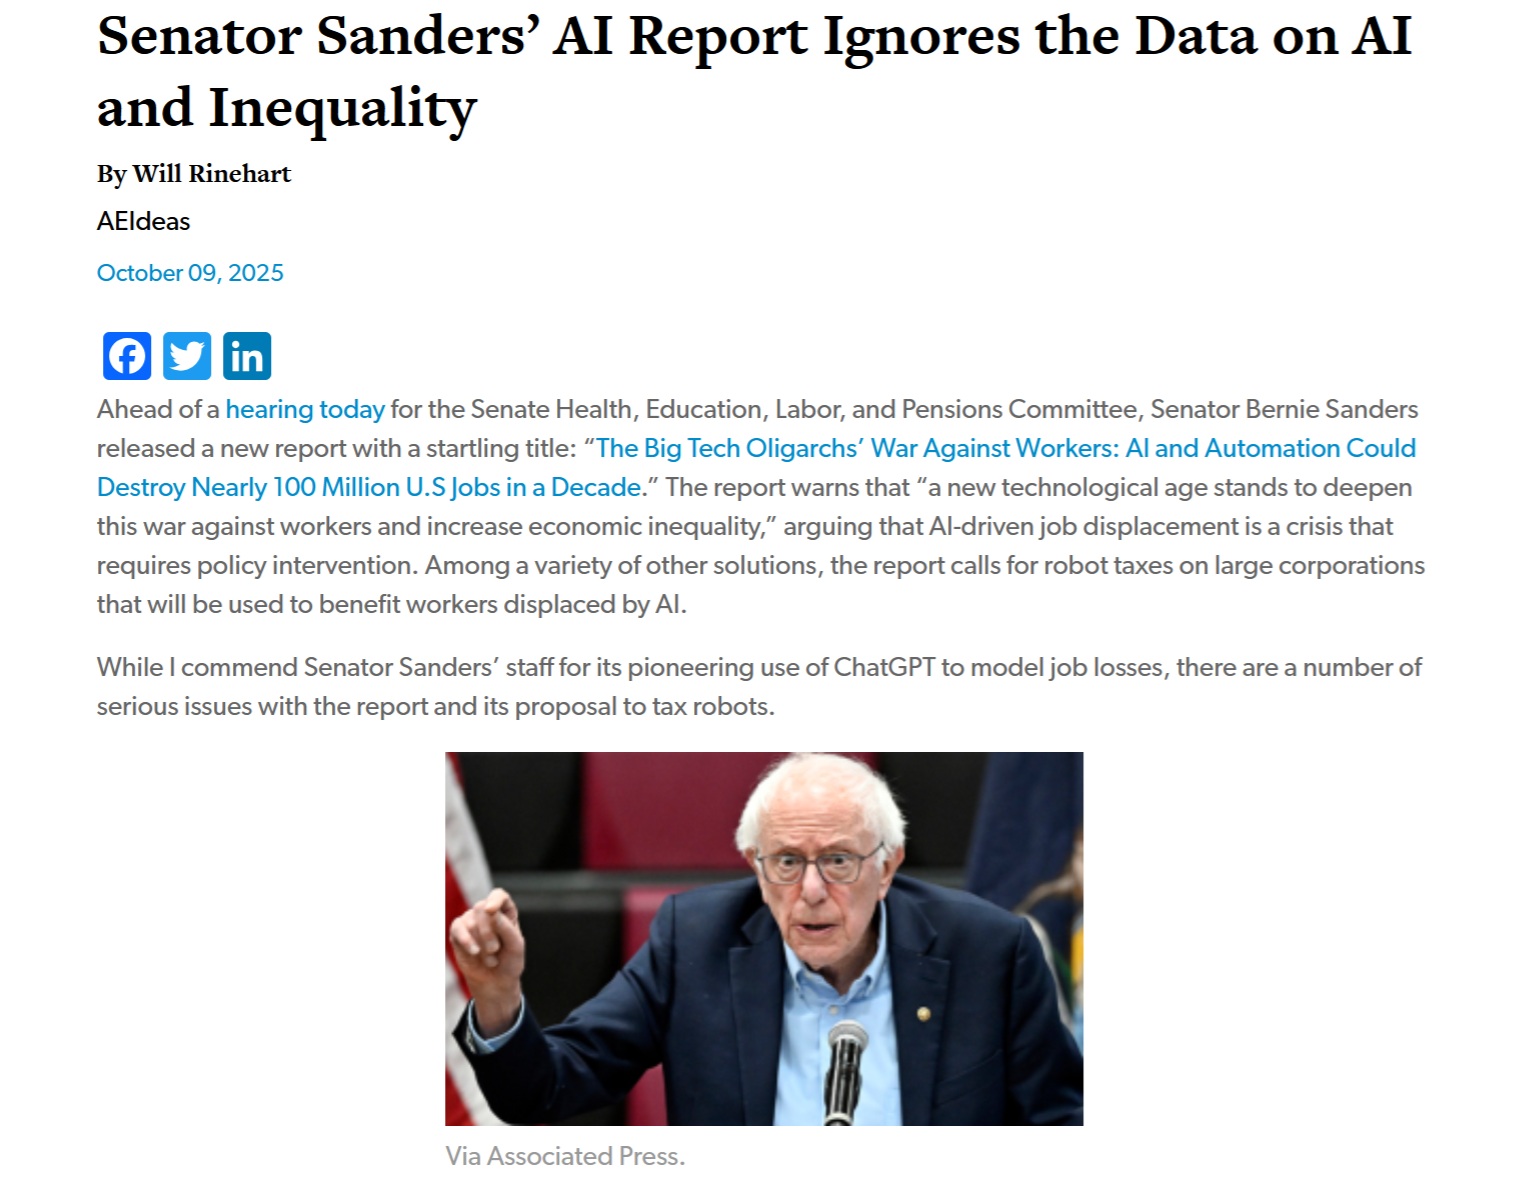 Senator Sanders’ AI Report Ignores the Data on AI
and Inequality
By Will Rinehart
AEIdeas
October 09, 2025
Ahead of a hearing today for the Senate Health, Education, Labor, and Pensions Committee, Senator Bernie Sanders
released a new report with a startling title: “The Big Tech Oligarchs’ War Against Workers: AI and Automation Could
Destroy Nearly 100 Million U.S Jobs in a Decade.” The report warns that “a new technological age stands to deepen
this war against workers and increase economic inequality,” arguing that AI-driven job displacement is a crisis that
requires policy intervention. Among a variety of other solutions, the report calls for robot taxes on large corporations
that will be used to benefit workers displaced by AI.
While I commend Senator Sanders’ staff for its pioneering use of ChatGPT to model job losses, there are a number of
serious issues with the report and its proposal to tax robots.
Via Associated Press.